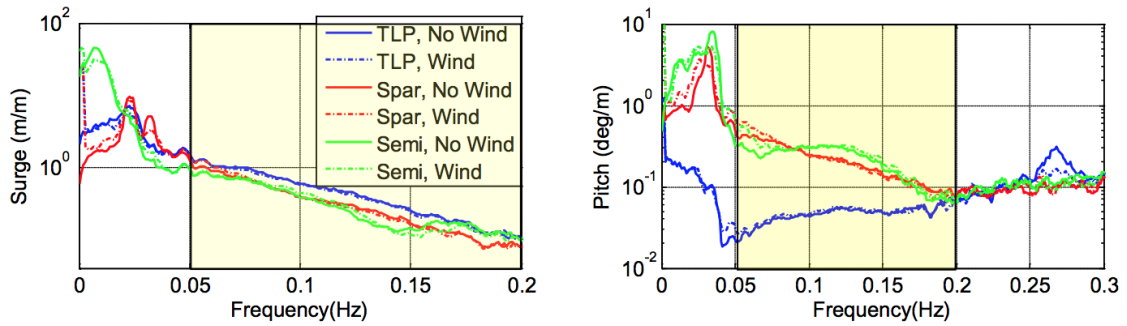 10^2
10^0
Surge (m/m)
0 0.05 0.1 0.15 0.2
Frequency(Hz)
TLP, No Wind
TLP, Wind
Spar, No Wind
Spar, Wind
Semi, No Wind
Semi, Wind
10^1
10^0
10^-1
10^-2
Pitch (deg/m)
0 0.05 0.1 0.15 0.2 0.25 0.3
Frequency(Hz)